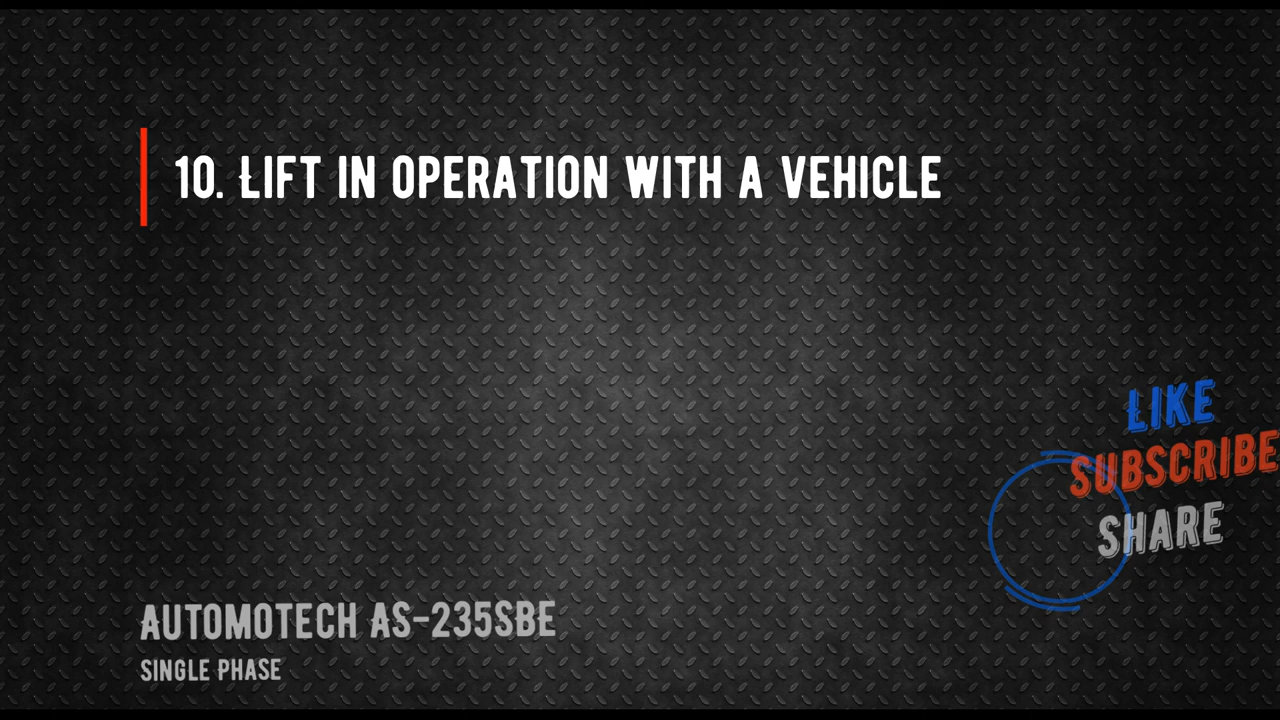 10. LIFT IN OPERATION WITH A VEHICLE
LIKE
SUBSCRIBE
SHARE
AUTOMOTECH AS-235SBE
SINGLE PHASE